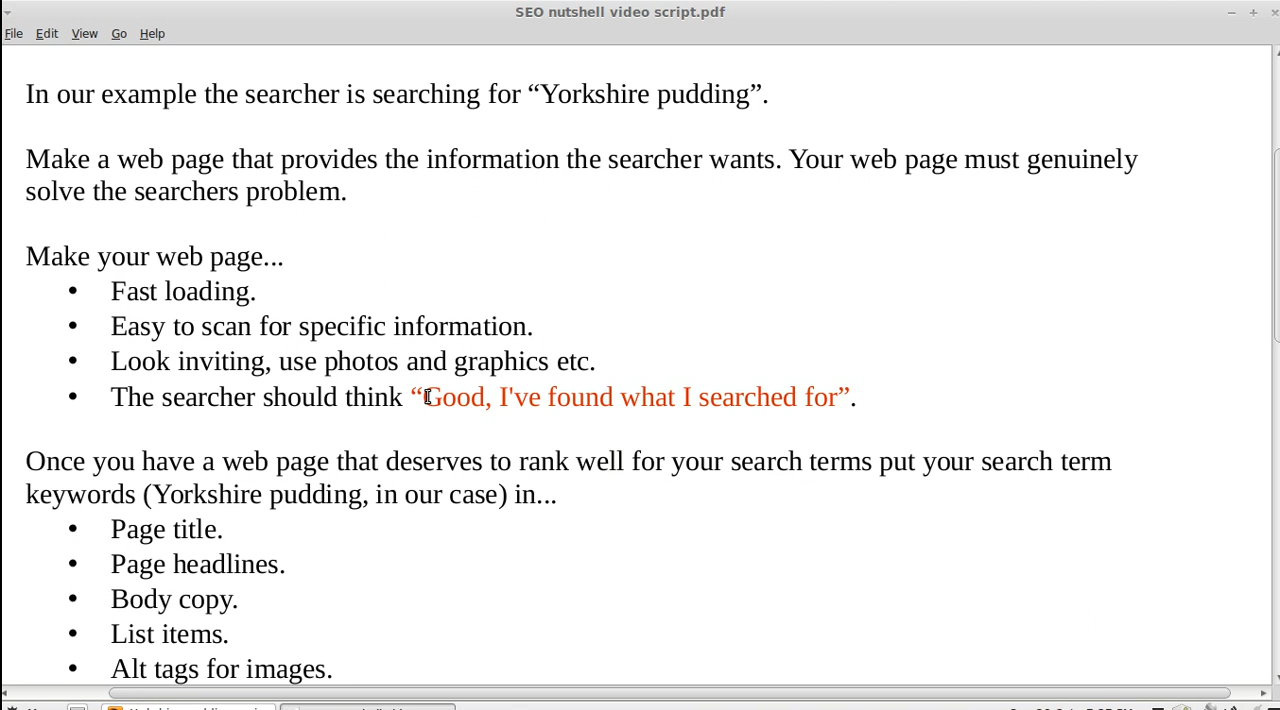 SEO nutshell video script.pdf
File Edit View Go Help
In our example the searcher is searching for “Yorkshire pudding”.
Make a web page that provides the information the searcher wants. Your web page must genuinely
solve the searchers problem.
Make your web page...
• Fast loading.
• Easy to scan for specific information.
• Look inviting, use photos and graphics etc.
• The searcher should think “Good, I've found what I searched for”.
Once you have a web page that deserves to rank well for your search terms put your search term
keywords (Yorkshire pudding, in our case) in...
• Page title.
• Page headlines.
• Body copy.
• List items.
• Alt tags for images.